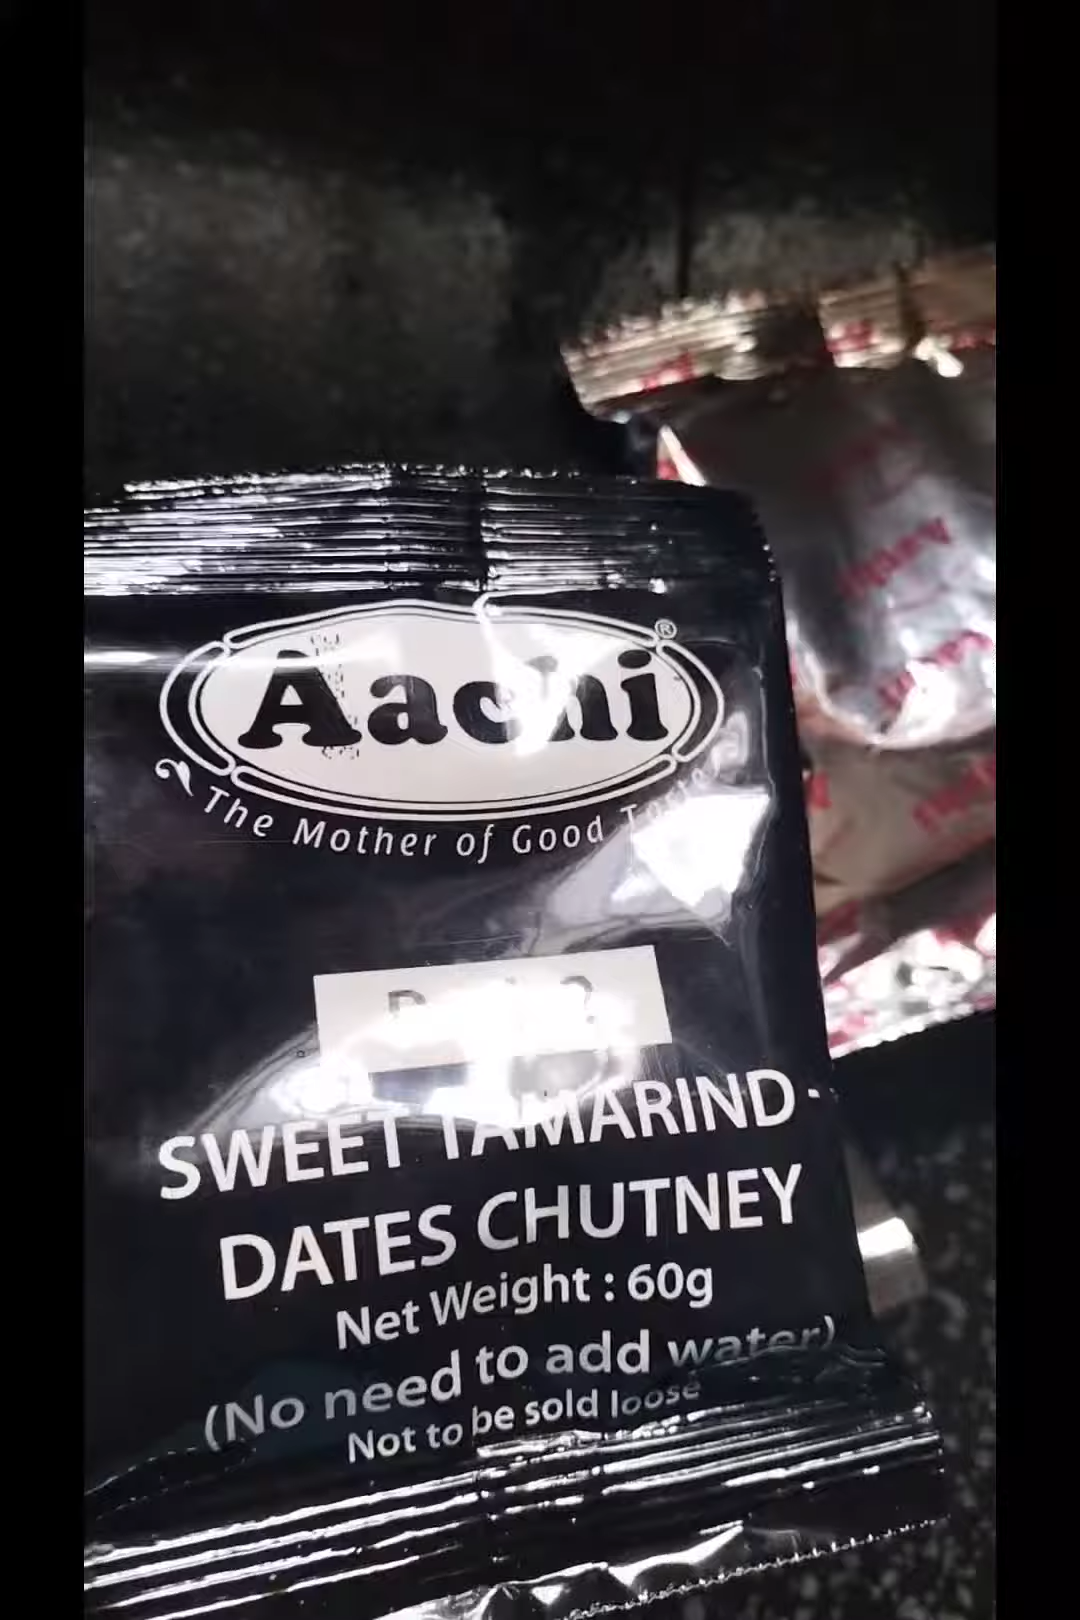 Aachi®
The Mother of Good Taste
SWEET TAMARIND
DATES CHUTNEY
Net Weight : 60g
(No need to add water)
Not to be sold loose